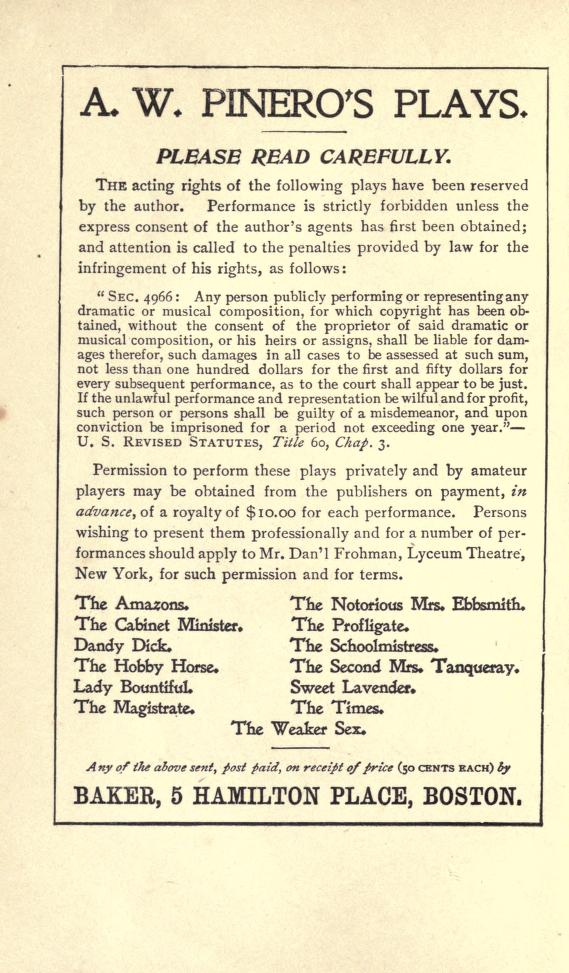 A. W. PINERO'S PLAYS.
PLEASE READ CAREFULLY.
THE acting rights of the following plays have been reserved
by the author. Performance is strictly forbidden unless the
express consent of the author's agents has first been obtained;
and attention is called to the penalties provided by law for the
infringement of his rights, as follows:
"SEC. 4966: Any person publicly performing or representing any
dramatic or musical composition, for which copyright has been ob-
tained, without the consent of the proprietor of said dramatic or
musical composition, or his heirs or assigns, shall be liable for dam-
ages therefor, such damages in all cases to be assessed at such sum,
not less than one hundred dollars for the first and fifty dollars for
every subsequent performance, as to the court shall appear to be just.
If the unlawful performance and representation be wilful and for profit,
such person or persons shall be guilty of a misdemeanor, and upon
conviction be imprisoned for a period not exceeding one year."—
U. S. REVISED STATUTES, Title 60, Chap. 3.
Permission to perform these plays privately and by amateur
players may be obtained from the publishers on payment, in
advance, of a royalty of $10.00 for each performance. Persons
wishing to present them professionally and for a number of per-
formances should apply to Mr. Dan'l Frohman, Lyceum Theatre,
New York, for such permission and for terms.
The Amazons.
The Cabinet Minister.
Dandy Dick.
The Hobby Horse.
Lady Bountiful.
The Magistrate.
The Notorious Mrs. Ebbsmith.
The Profligate.
The Schoolmistress.
The Second Mrs. Tanqueray.
Sweet Lavender.
The Times.
The Weaker Sex.
Any of the above sent, post paid, on receipt of price (50 CENTS EACH) by
BAKER, 5 HAMILTON PLACE, BOSTON.